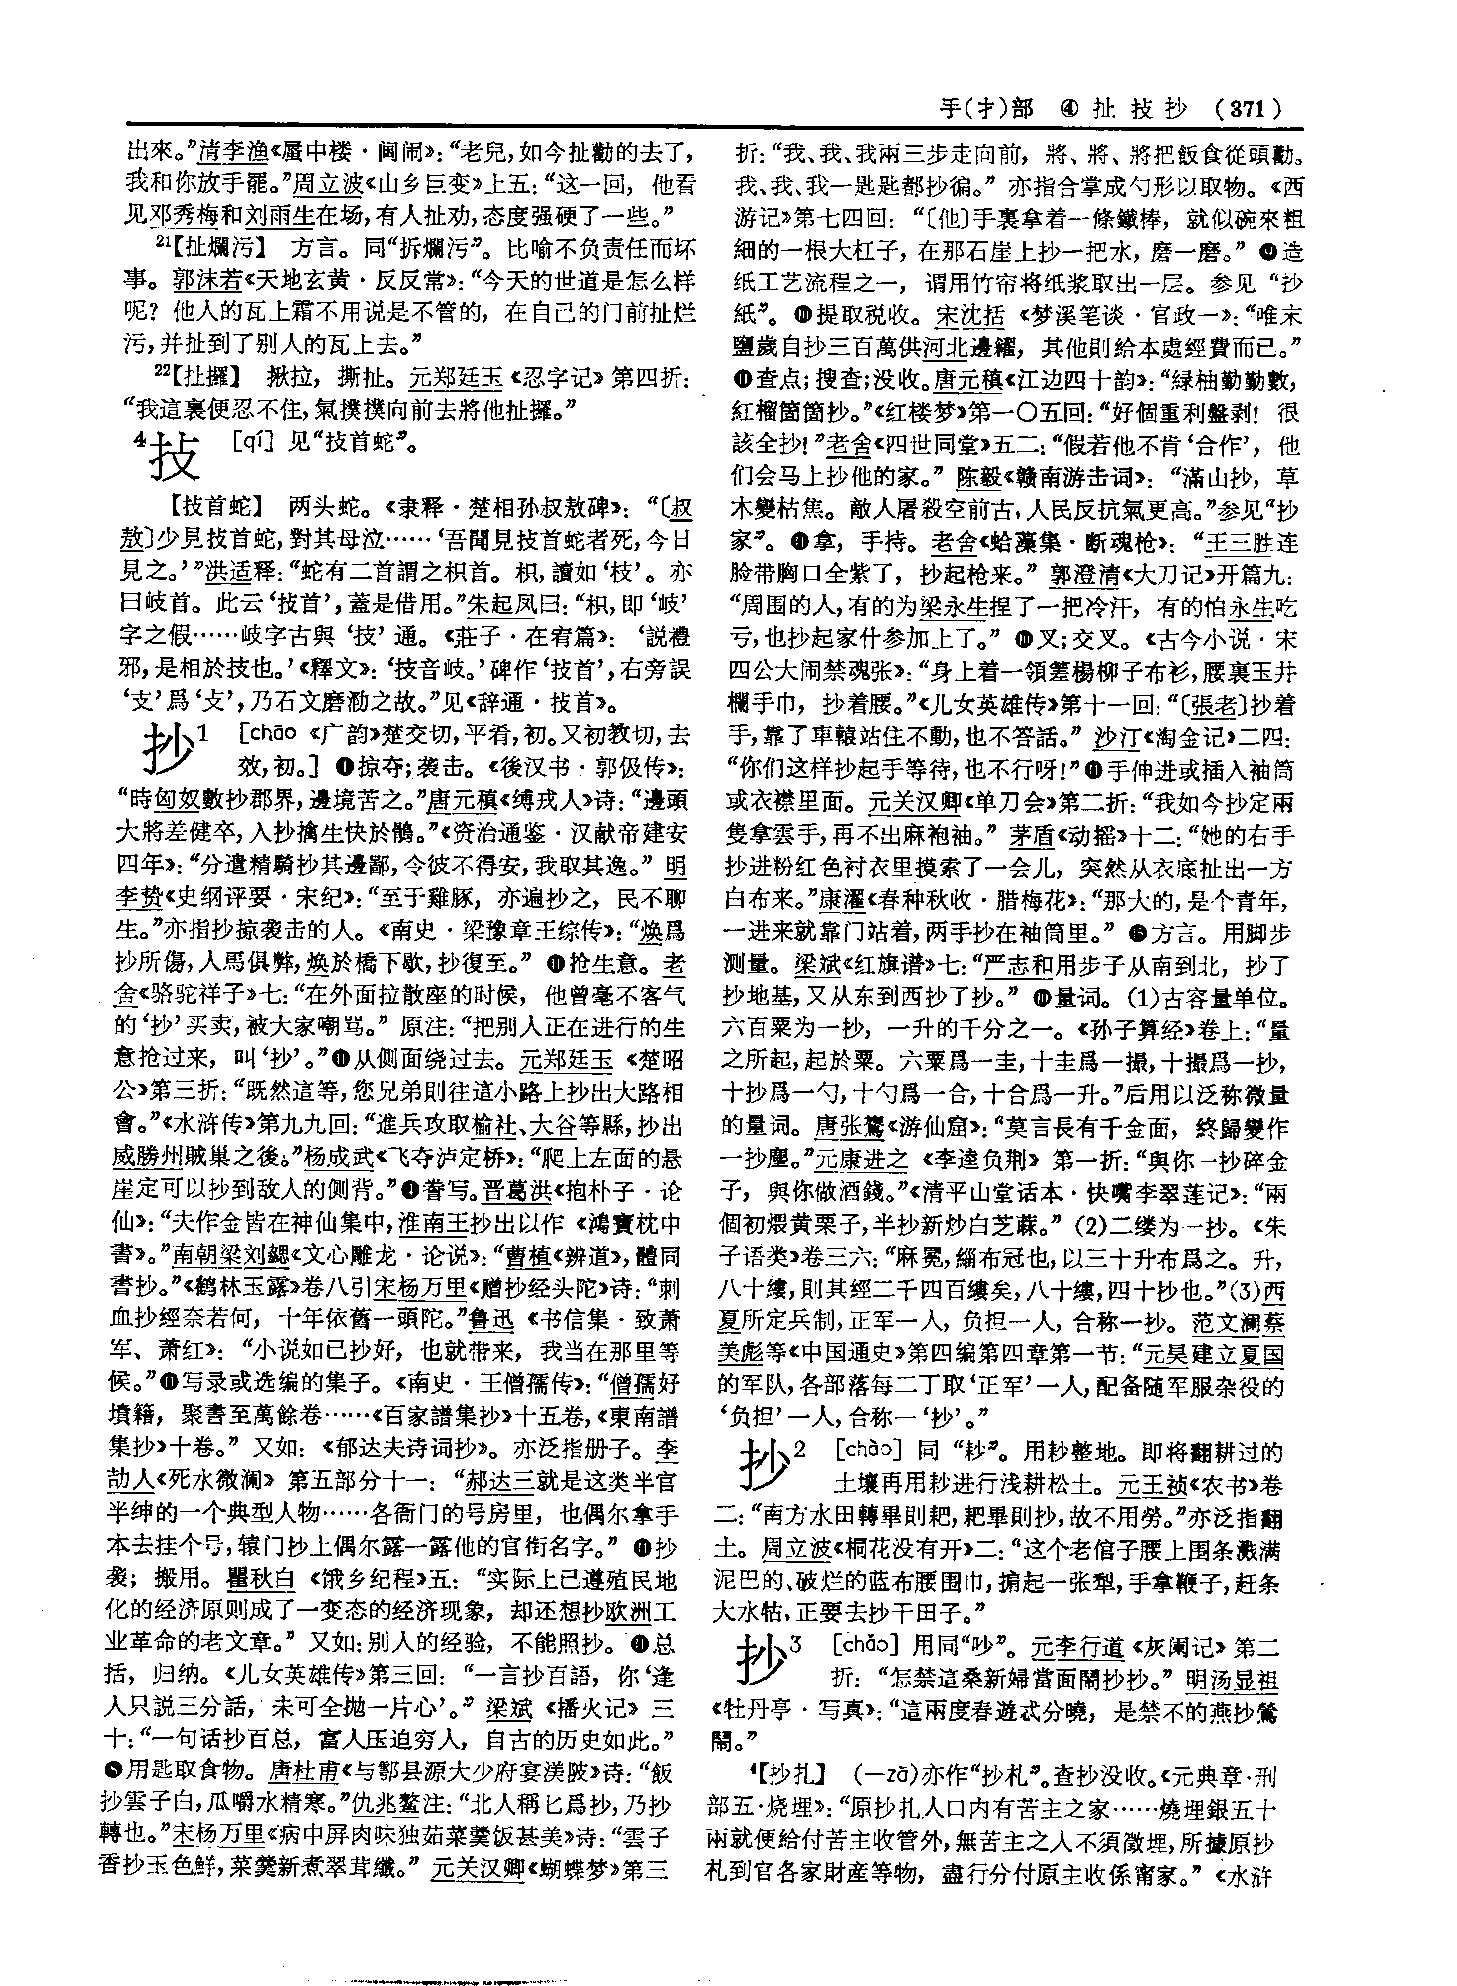 手(扌)部 ④ 扯 技 抄 (371)
出來。”清李渔《蜃中楼·阃闹》：“老兒，如今扯勸的去了，
我和你放手罷。”周立波《山乡巨变》上五：“这一回，他看
见邓秀梅和刘雨生在场，有人扯劝，态度强硬了一些。”
²¹【扯爛污】 方言。同“拆爛污”。比喻不负责任而坏
事。郭沫若《天地玄黄·反反常》：“今天的世道是怎么样
呢？他人的瓦上霜不用说是不管的，在自己的门前扯烂
污，并扯到了别人的瓦上去。”
²²【扯攞】 揪拉，撕扯。元郑廷玉《忍字记》第四折：
“我這裏便忍不住，氣撲撲向前去將他扯攞。”
⁴技 [qí] 见“技首蛇”。
【技首蛇】 两头蛇。《隶释·楚相孙叔敖碑》：“〔叔
敖〕少見技首蛇，對其母泣……‘吾聞見技首蛇者死，今日
見之。’”洪适释：“蛇有二首謂之枳首。枳，讀如‘枝’。亦
曰岐首。此云‘技首’，蓋是借用。”朱起凤曰：“枳，即‘岐’
字之假……岐字古與‘技’通。《莊子·在宥篇》：‘説禮
邪，是相於技也。’《釋文》：‘技音岐。’碑作‘技首’，右旁誤
‘支’爲‘攴’，乃石文磨泐之故。”见《辞通·技首》。
抄¹ [chāo 《广韵》楚交切，平肴，初。又初教切，去
效，初。] ❶掠夺；袭击。《後汉书·郭伋传》：
“時匈奴數抄郡界，邊境苦之。”唐元稹《缚戎人》诗：“邊頭
大將差健卒，入抄擒生快於鶻。”《资治通鉴·汉献帝建安
四年》：“分遣精騎抄其邊鄙，令彼不得安，我取其逸。”明
李贽《史纲评要·宋纪》：“至于雞豚，亦遍抄之，民不聊
生。”亦指抄掠袭击的人。《南史·梁豫章王综传》：“焕爲
抄所傷，人馬俱弊，焕於橋下歇，抄復至。” ❷抢生意。老
舍《骆驼祥子》七：“在外面拉散座的时候，他曾毫不客气
的‘抄’买卖，被大家嘲骂。”原注：“把别人正在进行的生
意抢过来，叫‘抄’。”❸从侧面绕过去。元郑廷玉《楚昭
公》第三折：“既然這等，您兄弟則往這小路上抄出大路相
會。”《水浒传》第九九回：“進兵攻取榆社、大谷等縣，抄出
威勝州賊巢之後。”杨成武《飞夺泸定桥》：“爬上左面的悬
崖定可以抄到敌人的侧背。”❹誊写。晋葛洪《抱朴子·论
仙》：“夫作金皆在神仙集中，淮南王抄出以作《鴻寶枕中
書》。”南朝梁刘勰《文心雕龙·论说》：“曹植《辨道》，體同
書抄。”《鹤林玉露》卷八引宋杨万里《赠抄经头陀》诗：“刺
血抄經奈若何，十年依舊一頭陀。”鲁迅《书信集·致萧
军、萧红》：“小说如已抄好，也就带来，我当在那里等
候。”❺写录或选编的集子。《南史·王僧孺传》：“僧孺好
墳籍，聚書至萬餘卷……《百家譜集抄》十五卷，《東南譜
集抄》十卷。”又如：《郁达夫诗词抄》。亦泛指册子。李
劼人《死水微澜》第五部分十一：“郝达三就是这类半官
半绅的一个典型人物……各衙门的号房里，也偶尔拿手
本去挂个号，辕门抄上偶尔露一露他的官衔名字。” ❻抄
袭；搬用。瞿秋白《饿乡纪程》五：“实际上已遵殖民地
化的经济原则成了一变态的经济现象，却还想抄欧洲工
业革命的老文章。”又如：别人的经验，不能照抄。❼总
括，归纳。《儿女英雄传》第三回：“一言抄百語，你‘逢
人只説三分話，未可全抛一片心’。”梁斌《播火记》三
十：“一句话抄百总，富人压迫穷人，自古的历史如此。”
❽用匙取食物。唐杜甫《与鄠县源大少府宴渼陂》诗：“飯
抄雲子白，瓜嚼水精寒。”仇兆鳌注：“北人稱匕爲抄，乃抄
轉也。”宋杨万里《病中屏肉味独茹菜羹饭甚美》诗：“雲子
香抄玉色鮮，菜羹新煮翠茸纖。”元关汉卿《蝴蝶梦》第三
折：“我、我、我兩三步走向前，將、將、將把飯食從頭勸。
我、我、我一匙匙都抄徧。”亦指合掌成勺形以取物。《西
游记》第七四回：“〔他〕手裏拿着一條鐵棒，就似碗來粗
細的一根大杠子，在那石崖上抄一把水，磨一磨。” ❾造
纸工艺流程之一，谓用竹帘将纸浆取出一层。参见“抄
紙”。❿提取税收。宋沈括《梦溪笔谈·官政一》：“唯末
鹽歲自抄三百萬供河北邊糴，其他則給本處經費而已。”
⓫查点；搜查；没收。唐元稹《江边四十韵》：“緑柚勤勤數，
紅榴箇箇抄。”《红楼梦》第一〇五回：“好個重利盤剥！很
該全抄！”老舍《四世同堂》五二：“假若他不肯‘合作’，他
们会马上抄他的家。”陈毅《赣南游击词》：“滿山抄，草
木變枯焦。敵人屠殺空前古，人民反抗氣更高。”参见“抄
家”。⓬拿，手持。老舍《蛤藻集·断魂枪》：“王三胜连
脸带胸口全紫了，抄起枪来。”郭澄清《大刀记》开篇九：
“周围的人，有的为梁永生捏了一把冷汗，有的怕永生吃
亏，也抄起家什参加上了。” ⓭叉；交叉。《古今小说·宋
四公大闹禁魂张》：“身上着一領篸楊柳子布衫，腰裏玉井
欄手巾，抄着腰。”《儿女英雄传》第十一回：“〔張老〕抄着
手，靠了車轅站住不動，也不答話。”沙汀《淘金记》二四：
“你们这样抄起手等待，也不行呀！”⓮手伸进或插入袖筒
或衣襟里面。元关汉卿《单刀会》第二折：“我如今抄定兩
隻拿雲手，再不出麻袍袖。”茅盾《动摇》十二：“她的右手
抄进粉红色衬衣里摸索了一会儿，突然从衣底扯出一方
白布来。”康濯《春种秋收·腊梅花》：“那大的，是个青年，
一进来就靠门站着，两手抄在袖筒里。” ⓯方言。用脚步
测量。梁斌《红旗谱》七：“严志和用步子从南到北，抄了
抄地基，又从东到西抄了抄。” ⓰量词。(1)古容量单位。
六百粟为一抄，一升的千分之一。《孙子算经》卷上：“量
之所起，起於粟。六粟爲一圭，十圭爲一撮，十撮爲一抄，
十抄爲一勺，十勺爲一合，十合爲一升。”后用以泛称微量
的量词。唐张鷟《游仙窟》：“莫言長有千金面，終歸變作
一抄塵。”元康进之《李逵负荆》第一折：“與你一抄碎金
子，與你做酒錢。”《清平山堂话本·快嘴李翠莲记》：“兩
個初煨黄栗子，半抄新炒白芝蔴。” (2)二缕为一抄。《朱
子语类》卷三六：“麻冕，緇布冠也，以三十升布爲之。升，
八十縷，則其經二千四百縷矣，八十縷，四十抄也。”(3)西
夏所定兵制，正军一人，负担一人，合称一抄。范文澜蔡
美彪等《中国通史》第四编第四章第一节：“元昊建立夏国
的军队，各部落每二丁取‘正军’一人，配备随军服杂役的
‘负担’一人，合称一‘抄’。”
抄² [chào] 同“耖”。用耖整地。即将翻耕过的
土壤再用耖进行浅耕松土。元王祯《农书》卷
二：“南方水田轉畢則耙，耙畢則抄，故不用勞。”亦泛指翻
土。周立波《桐花没有开》二：“这个老倌子腰上围条溅满
泥巴的、破烂的蓝布腰围巾，掮起一张犁，手拿鞭子，赶条
大水牯，正要去抄干田子。”
抄³ [chǎo] 用同“吵”。元李行道《灰阑记》第二
折：“怎禁這桑新婦當面鬧抄抄。”明汤显祖
《牡丹亭·写真》：“這兩度春遊忒分曉，是禁不的燕抄鶯
鬧。”
⁴【抄扎】 (—zā)亦作“抄札”。查抄没收。《元典章·刑
部五·烧埋》：“原抄扎人口内有苦主之家……燒埋銀五十
兩就便給付苦主收管外，無苦主之人不須徵埋，所據原抄
札到官各家財産等物，盡行分付原主收係甯家。”《水浒